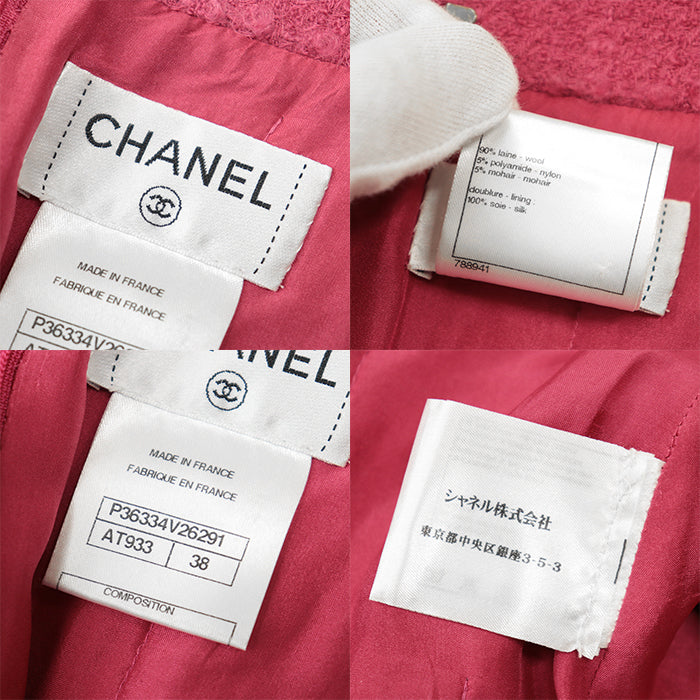 CHANEL
MADE IN FRANCE
FABRIQUE EN FRANCE
P36334V26291
90% laine - wool
5% polyamide - nylon
5% mohair - mohair
doublure - lining :
100% soie - silk
788941
NEL
MADE IN FRANCE
FABRIQUE EN FRANCE
P36334V26291
AT933 38
COMPOSITION
シャネル株式会社
東京都中央区銀座3-5-3